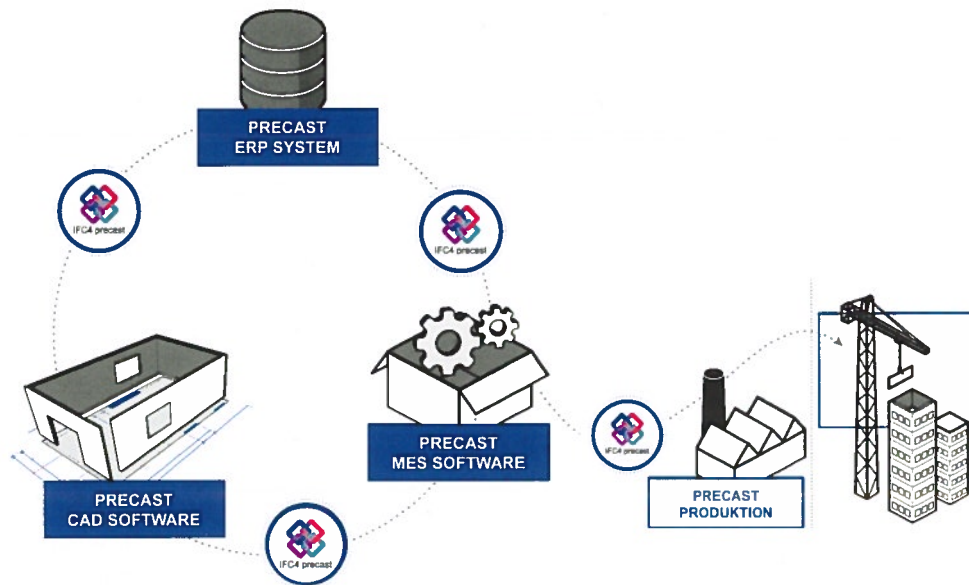 PRECAST
ERP SYSTEM
IFC4 precast
IFC4 precast
PRECAST
MES SOFTWARE
IFC4 precast
PRECAST
PRODUKTION
PRECAST
CAD SOFTWARE
IFC4 precast